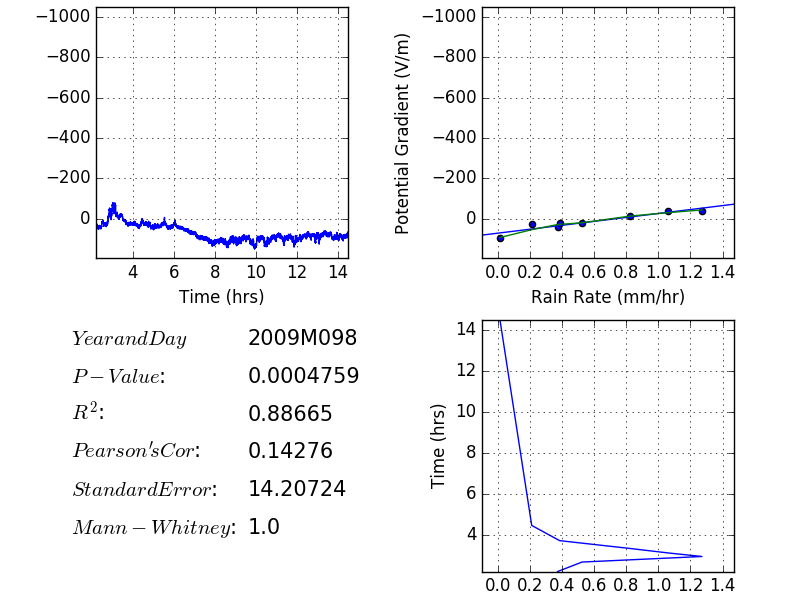 −1000
−800
−600
−400
−200
0
4 6 8 10 12 14
Time (hrs)
Potential Gradient (V/m)
−1000
−800
−600
−400
−200
0
0.0 0.2 0.4 0.6 0.8 1.0 1.2 1.4
Rain Rate (mm/hr)
YearandDay 2009M098
P−Value: 0.0004759
R²: 0.88665
Pearson'sCor: 0.14276
StandardError: 14.20724
Mann−Whitney: 1.0
Time (hrs)
14
12
10
8
6
4
0.0 0.2 0.4 0.6 0.8 1.0 1.2 1.4